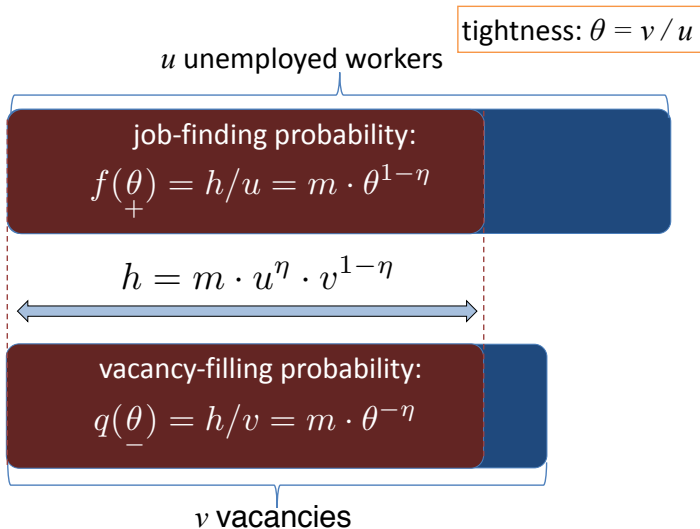 tightness: θ = v / u
u unemployed workers
job-finding probability:
f(θ) = h/u = m · θ^{1−η}
+
h = m · u^η · v^{1−η}
vacancy-filling probability:
q(θ) = h/v = m · θ^{−η}
−
v vacancies